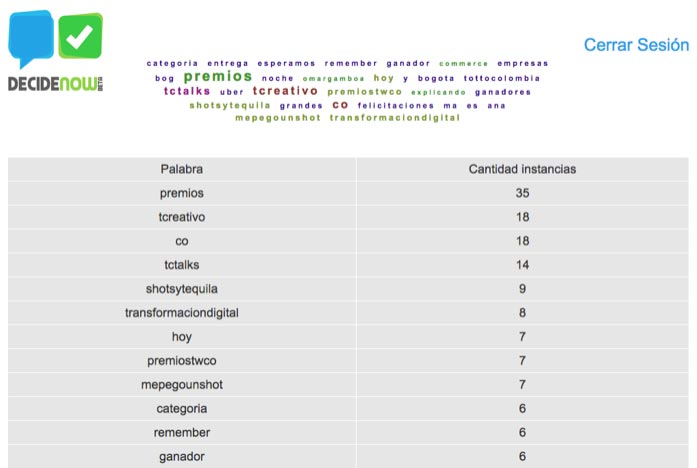 DECIDENOW BETA
Cerrar Sesión
categoria entrega esperamos remember ganador commerce empresas
bog premios noche omargamboa hoy y bogota tottocolombia
tctalks uber tcreativo premiostwco explicando ganadores
shotsytequila grandes co felicitaciones ma es ana
mepegounshot transformaciondigital
Palabra Cantidad instancias
premios 35
tcreativo 18
co 18
tctalks 14
shotsytequila 9
transformaciondigital 8
hoy 7
premiostwco 7
mepegounshot 7
categoria 6
remember 6
ganador 6